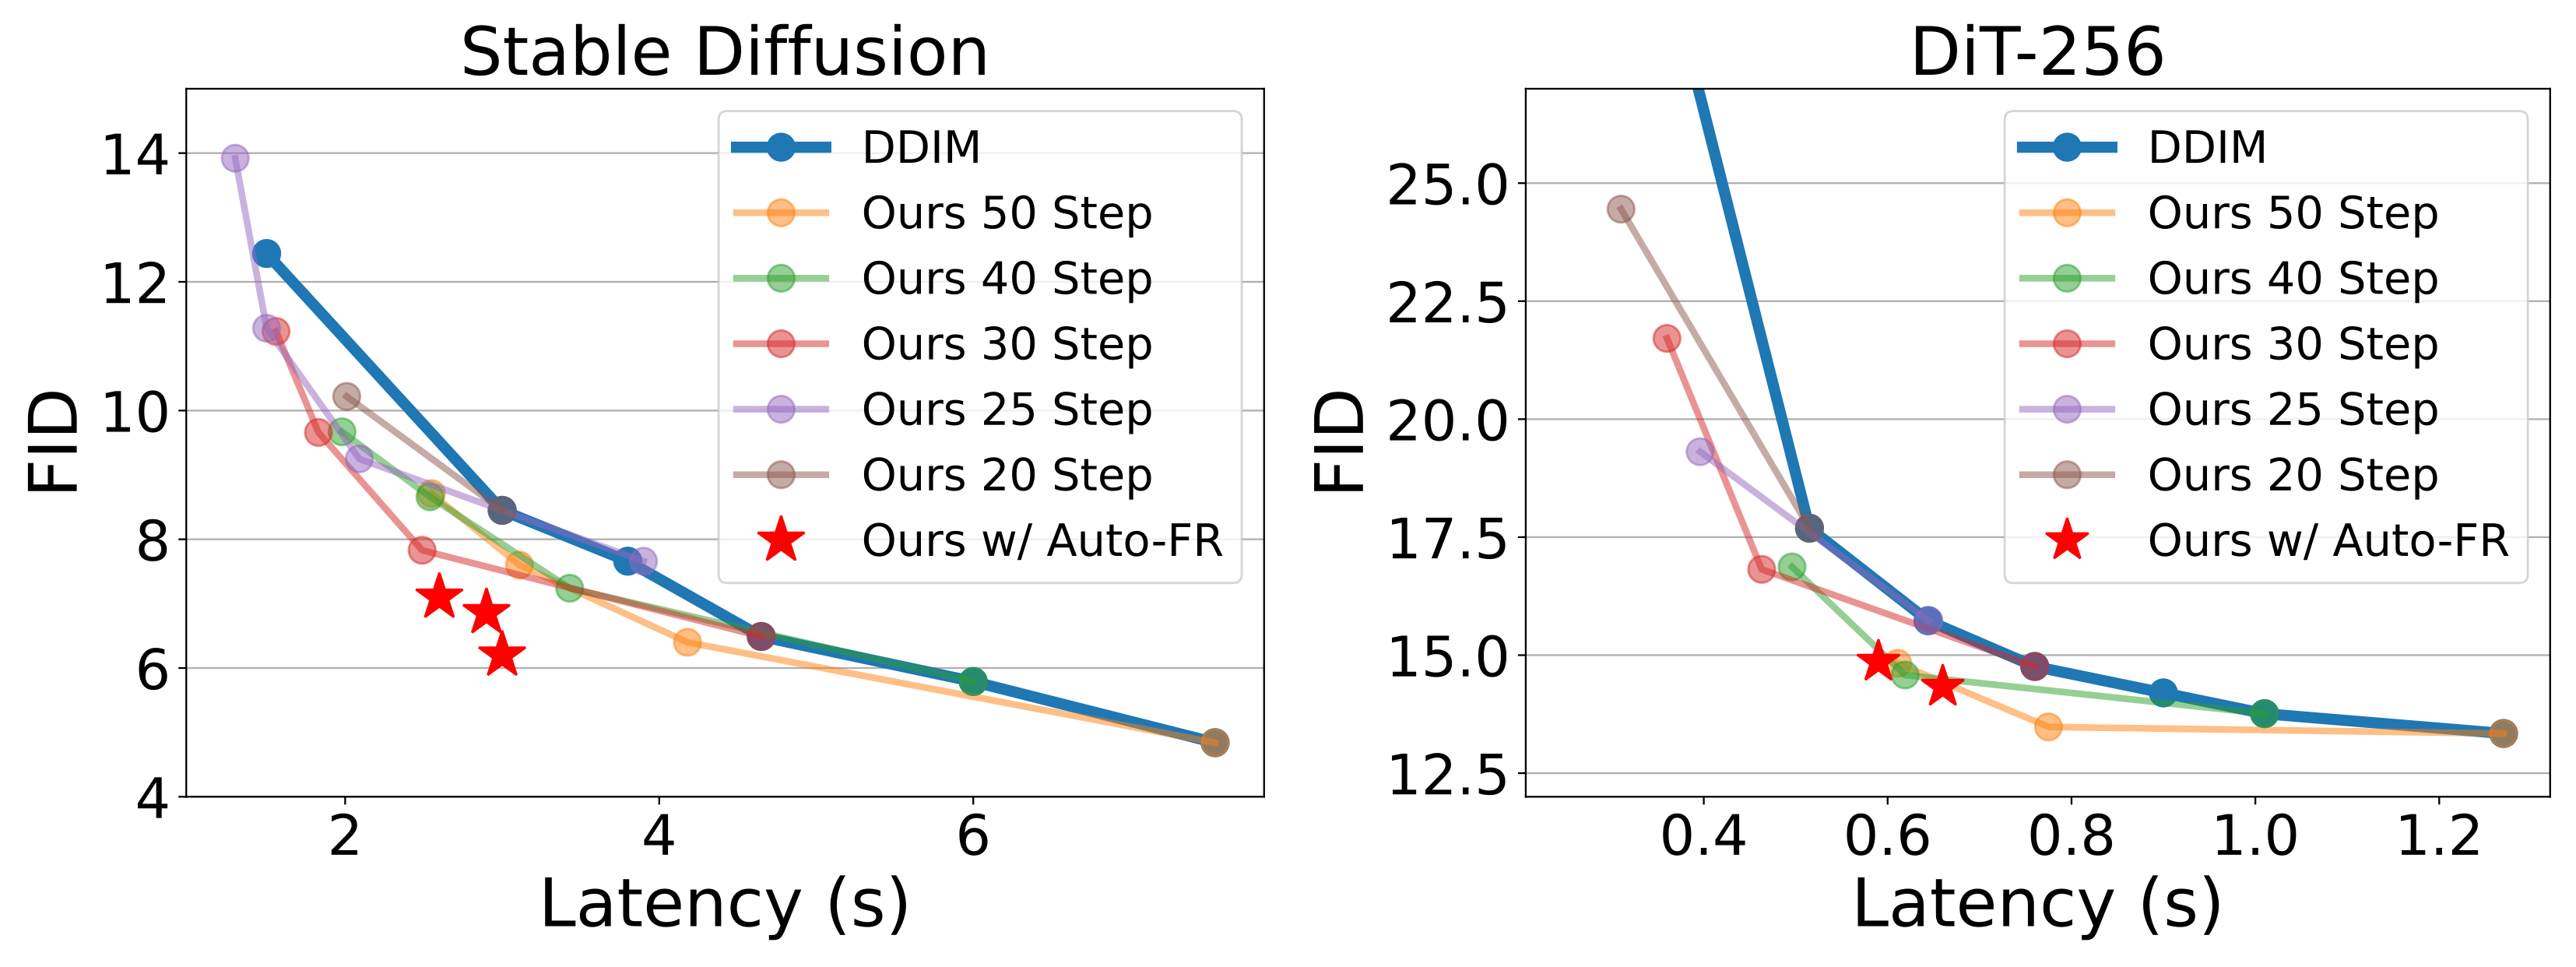 Stable Diffusion
14
12
10
8
6
4
FID
2
4
6
Latency (s)
DDIM
Ours 50 Step
Ours 40 Step
Ours 30 Step
Ours 25 Step
Ours 20 Step
Ours w/ Auto-FR
DiT-256
25.0
22.5
20.0
17.5
15.0
12.5
FID
0.4
0.6
0.8
1.0
1.2
Latency (s)
DDIM
Ours 50 Step
Ours 40 Step
Ours 30 Step
Ours 25 Step
Ours 20 Step
Ours w/ Auto-FR